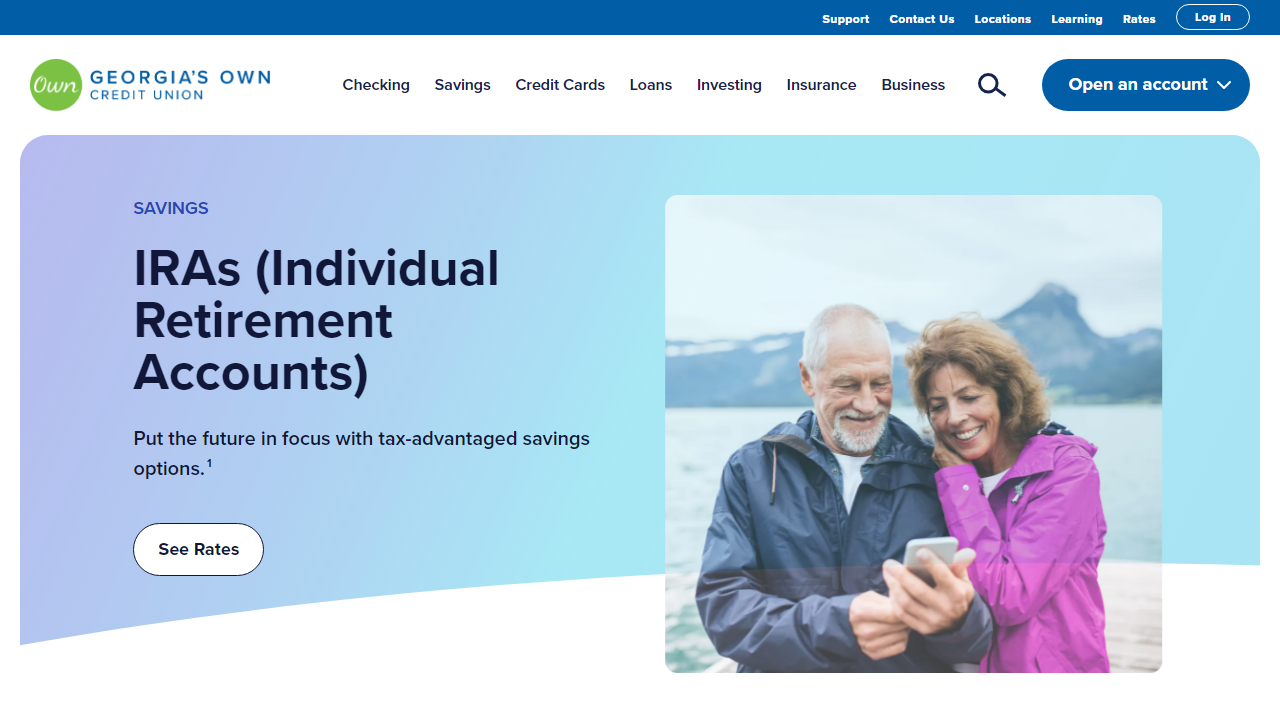 Support Contact Us Locations Learning Rates Log In
Own GEORGIA'S OWN
CREDIT UNION
Checking Savings Credit Cards Loans Investing Insurance Business Open an account
SAVINGS
IRAs (Individual
Retirement
Accounts)
Put the future in focus with tax-advantaged savings
options.¹
See Rates